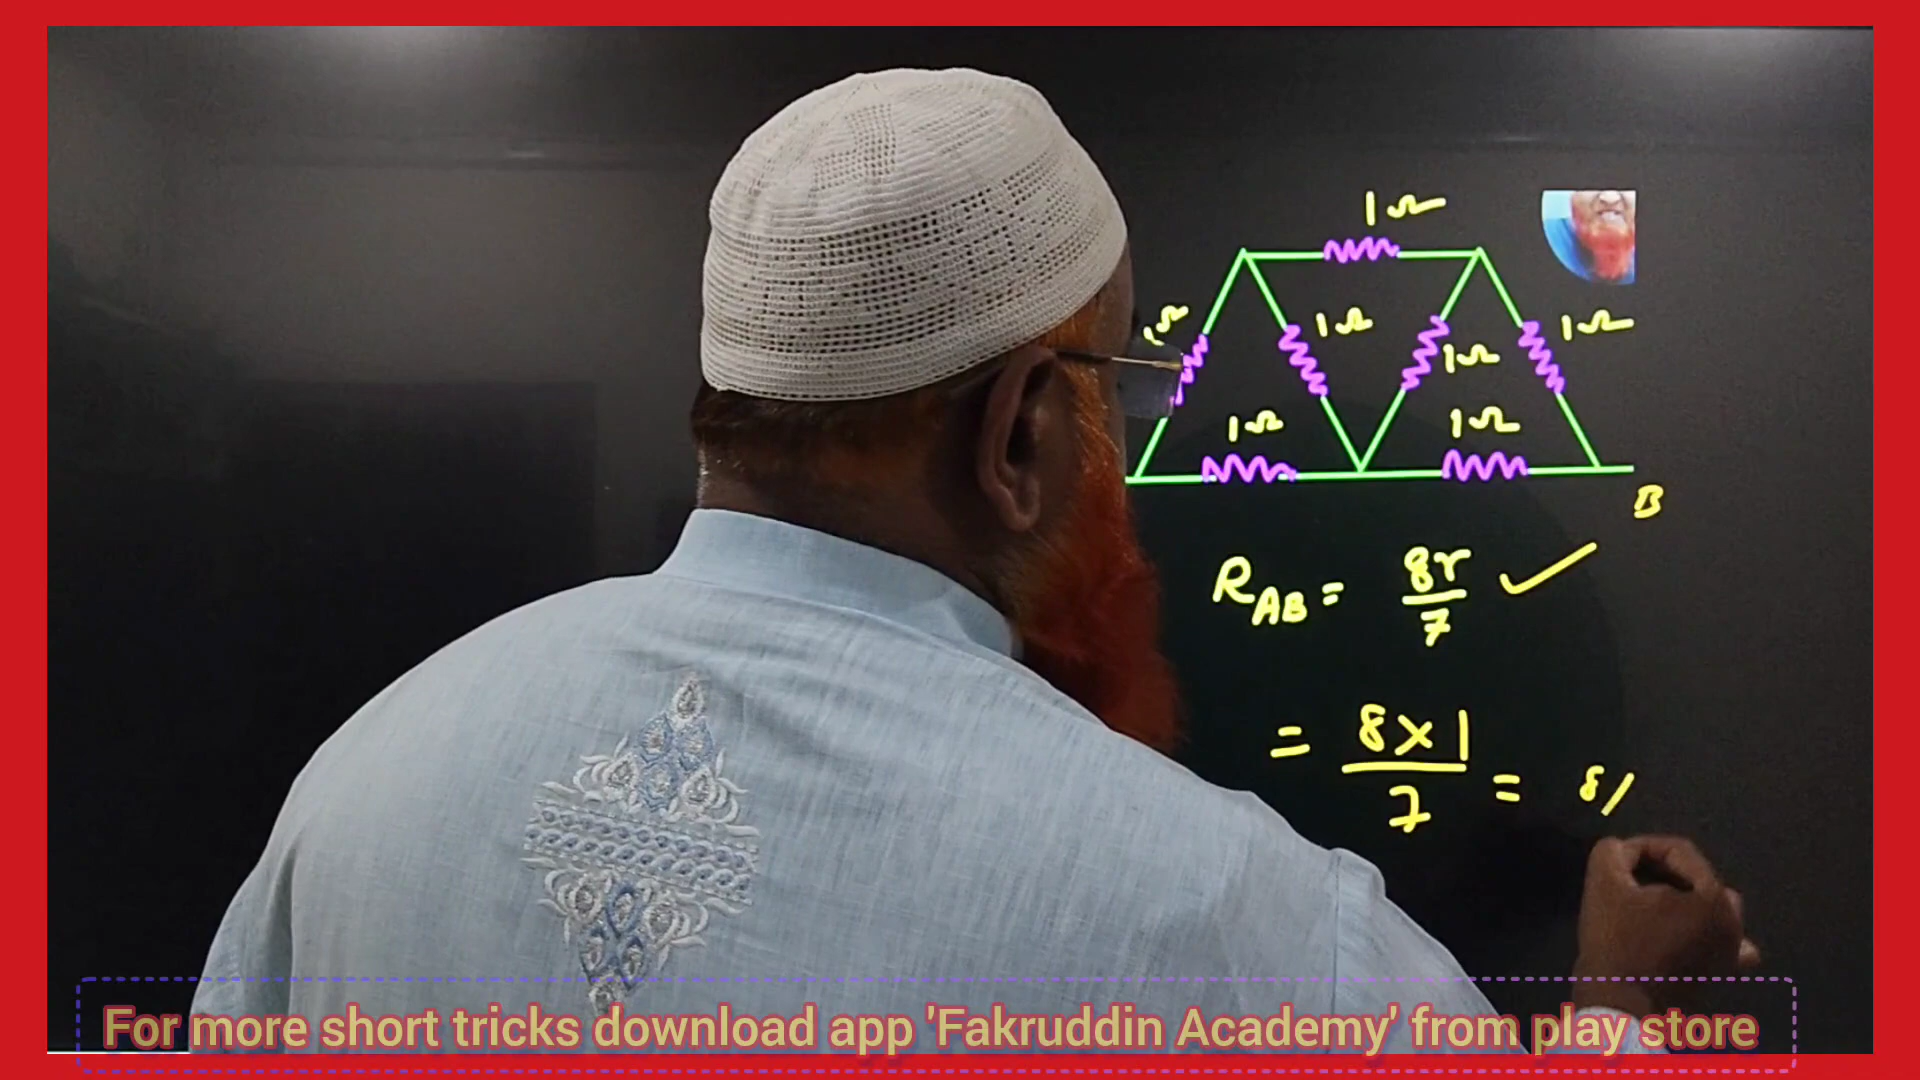 1Ω
1Ω
1Ω
1Ω
1Ω
1Ω
1Ω
B
R_AB = 8r/7 ✓
= 8×1/7 = 8/
For more short tricks download app 'Fakruddin Academy' from play store